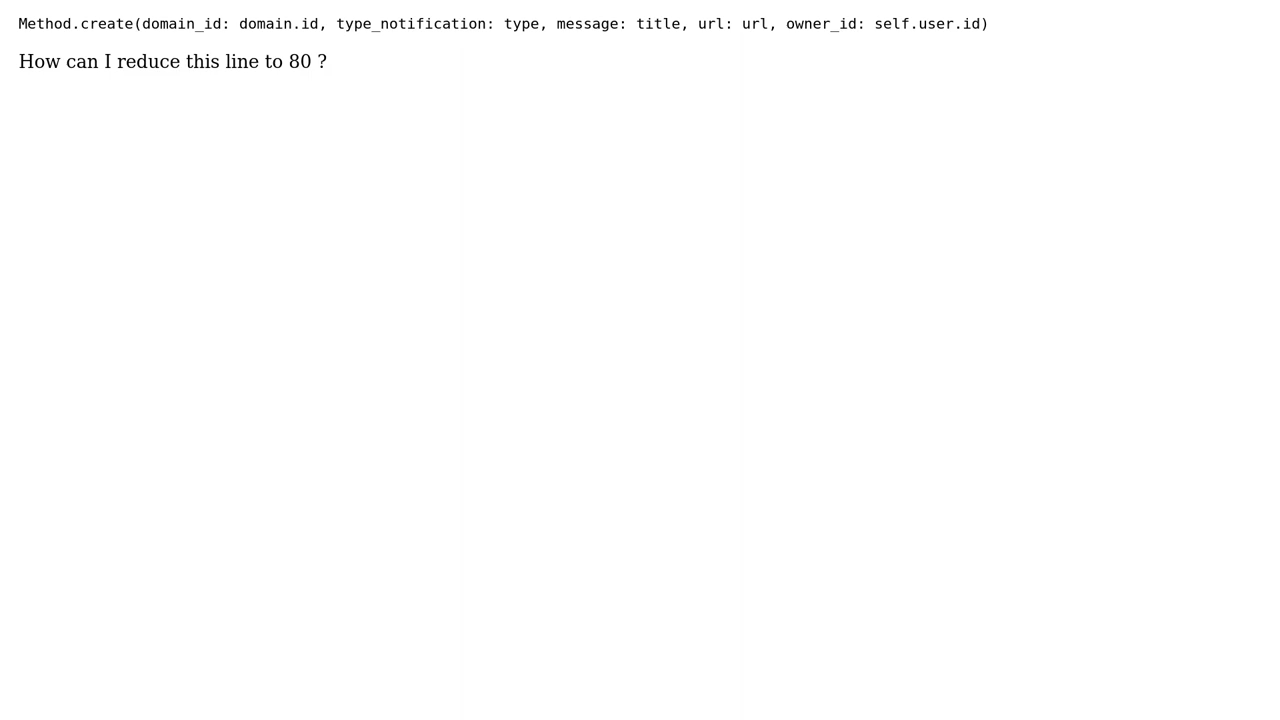 Method.create(domain_id: domain.id, type_notification: type, message: title, url: url, owner_id: self.user.id)
How can I reduce this line to 80 ?